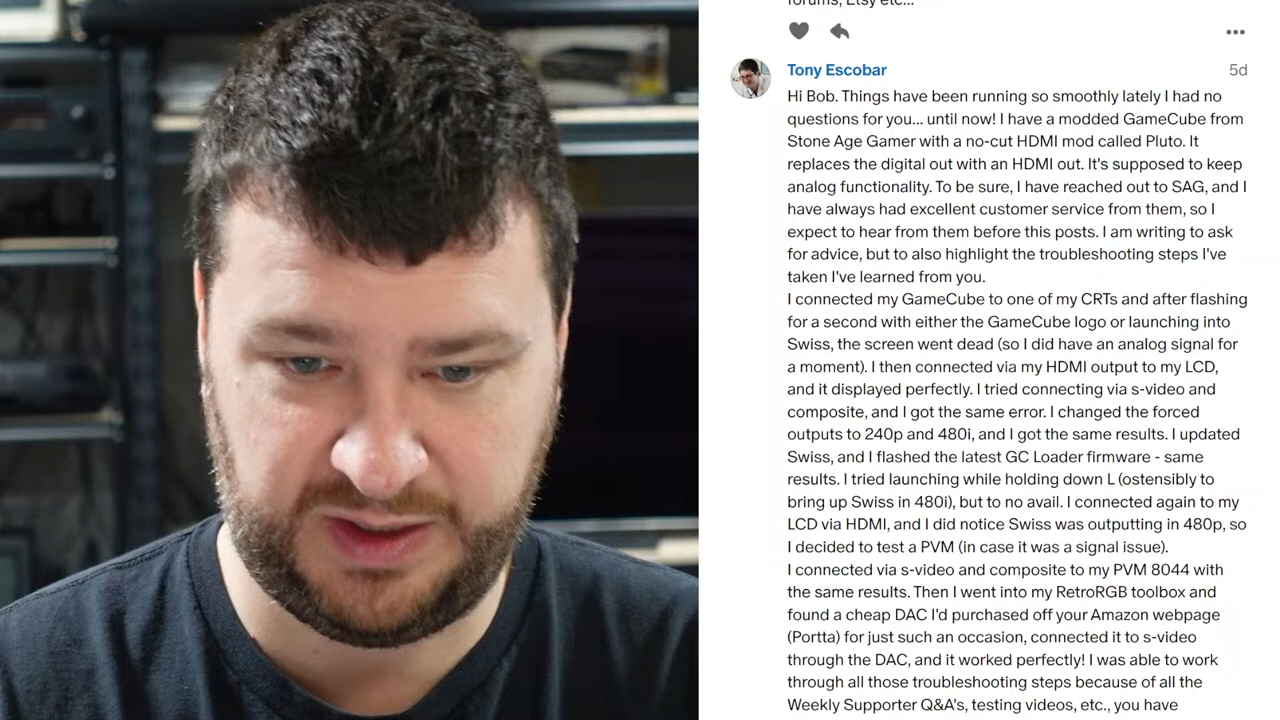 forums, Etsy etc...
Tony Escobar
5d
Hi Bob. Things have been running so smoothly lately I had no
questions for you... until now! I have a modded GameCube from
Stone Age Gamer with a no-cut HDMI mod called Pluto. It
replaces the digital out with an HDMI out. It's supposed to keep
analog functionality. To be sure, I have reached out to SAG, and I
have always had excellent customer service from them, so I
expect to hear from them before this posts. I am writing to ask
for advice, but to also highlight the troubleshooting steps I've
taken I've learned from you.
I connected my GameCube to one of my CRTs and after flashing
for a second with either the GameCube logo or launching into
Swiss, the screen went dead (so I did have an analog signal for
a moment). I then connected via my HDMI output to my LCD,
and it displayed perfectly. I tried connecting via s-video and
composite, and I got the same error. I changed the forced
outputs to 240p and 480i, and I got the same results. I updated
Swiss, and I flashed the latest GC Loader firmware - same
results. I tried launching while holding down L (ostensibly to
bring up Swiss in 480i), but to no avail. I connected again to my
LCD via HDMI, and I did notice Swiss was outputting in 480p, so
I decided to test a PVM (in case it was a signal issue).
I connected via s-video and composite to my PVM 8044 with
the same results. Then I went into my RetroRGB toolbox and
found a cheap DAC I'd purchased off your Amazon webpage
(Portta) for just such an occasion, connected it to s-video
through the DAC, and it worked perfectly! I was able to work
through all those troubleshooting steps because of all the
Weekly Supporter Q&A's, testing videos, etc., you have